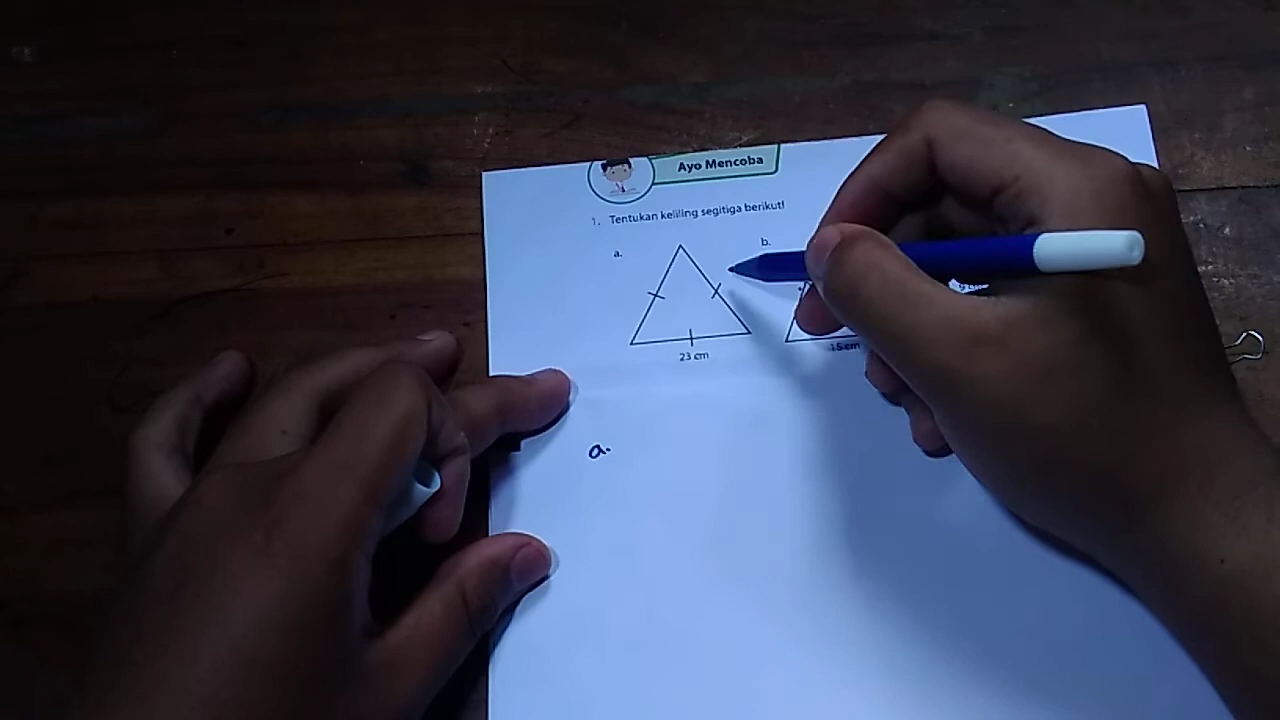 Ayo Mencoba
1. Tentukan keliling segitiga berikut!
a. b.
23 cm 15 cm
a.